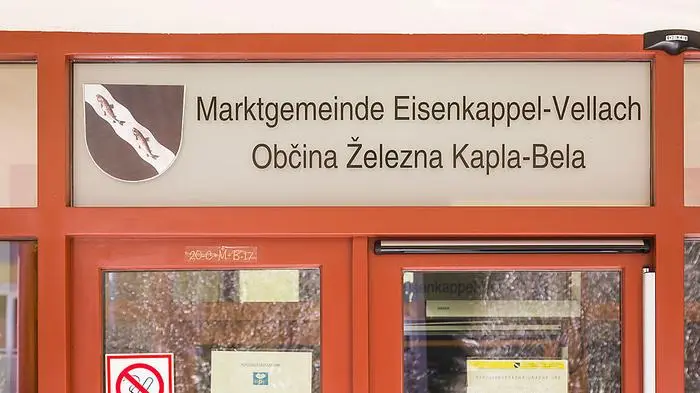 Marktgemeinde Eisenkappel-Vellach
Občina Železna Kapla-Bela
20-C+M+B-17